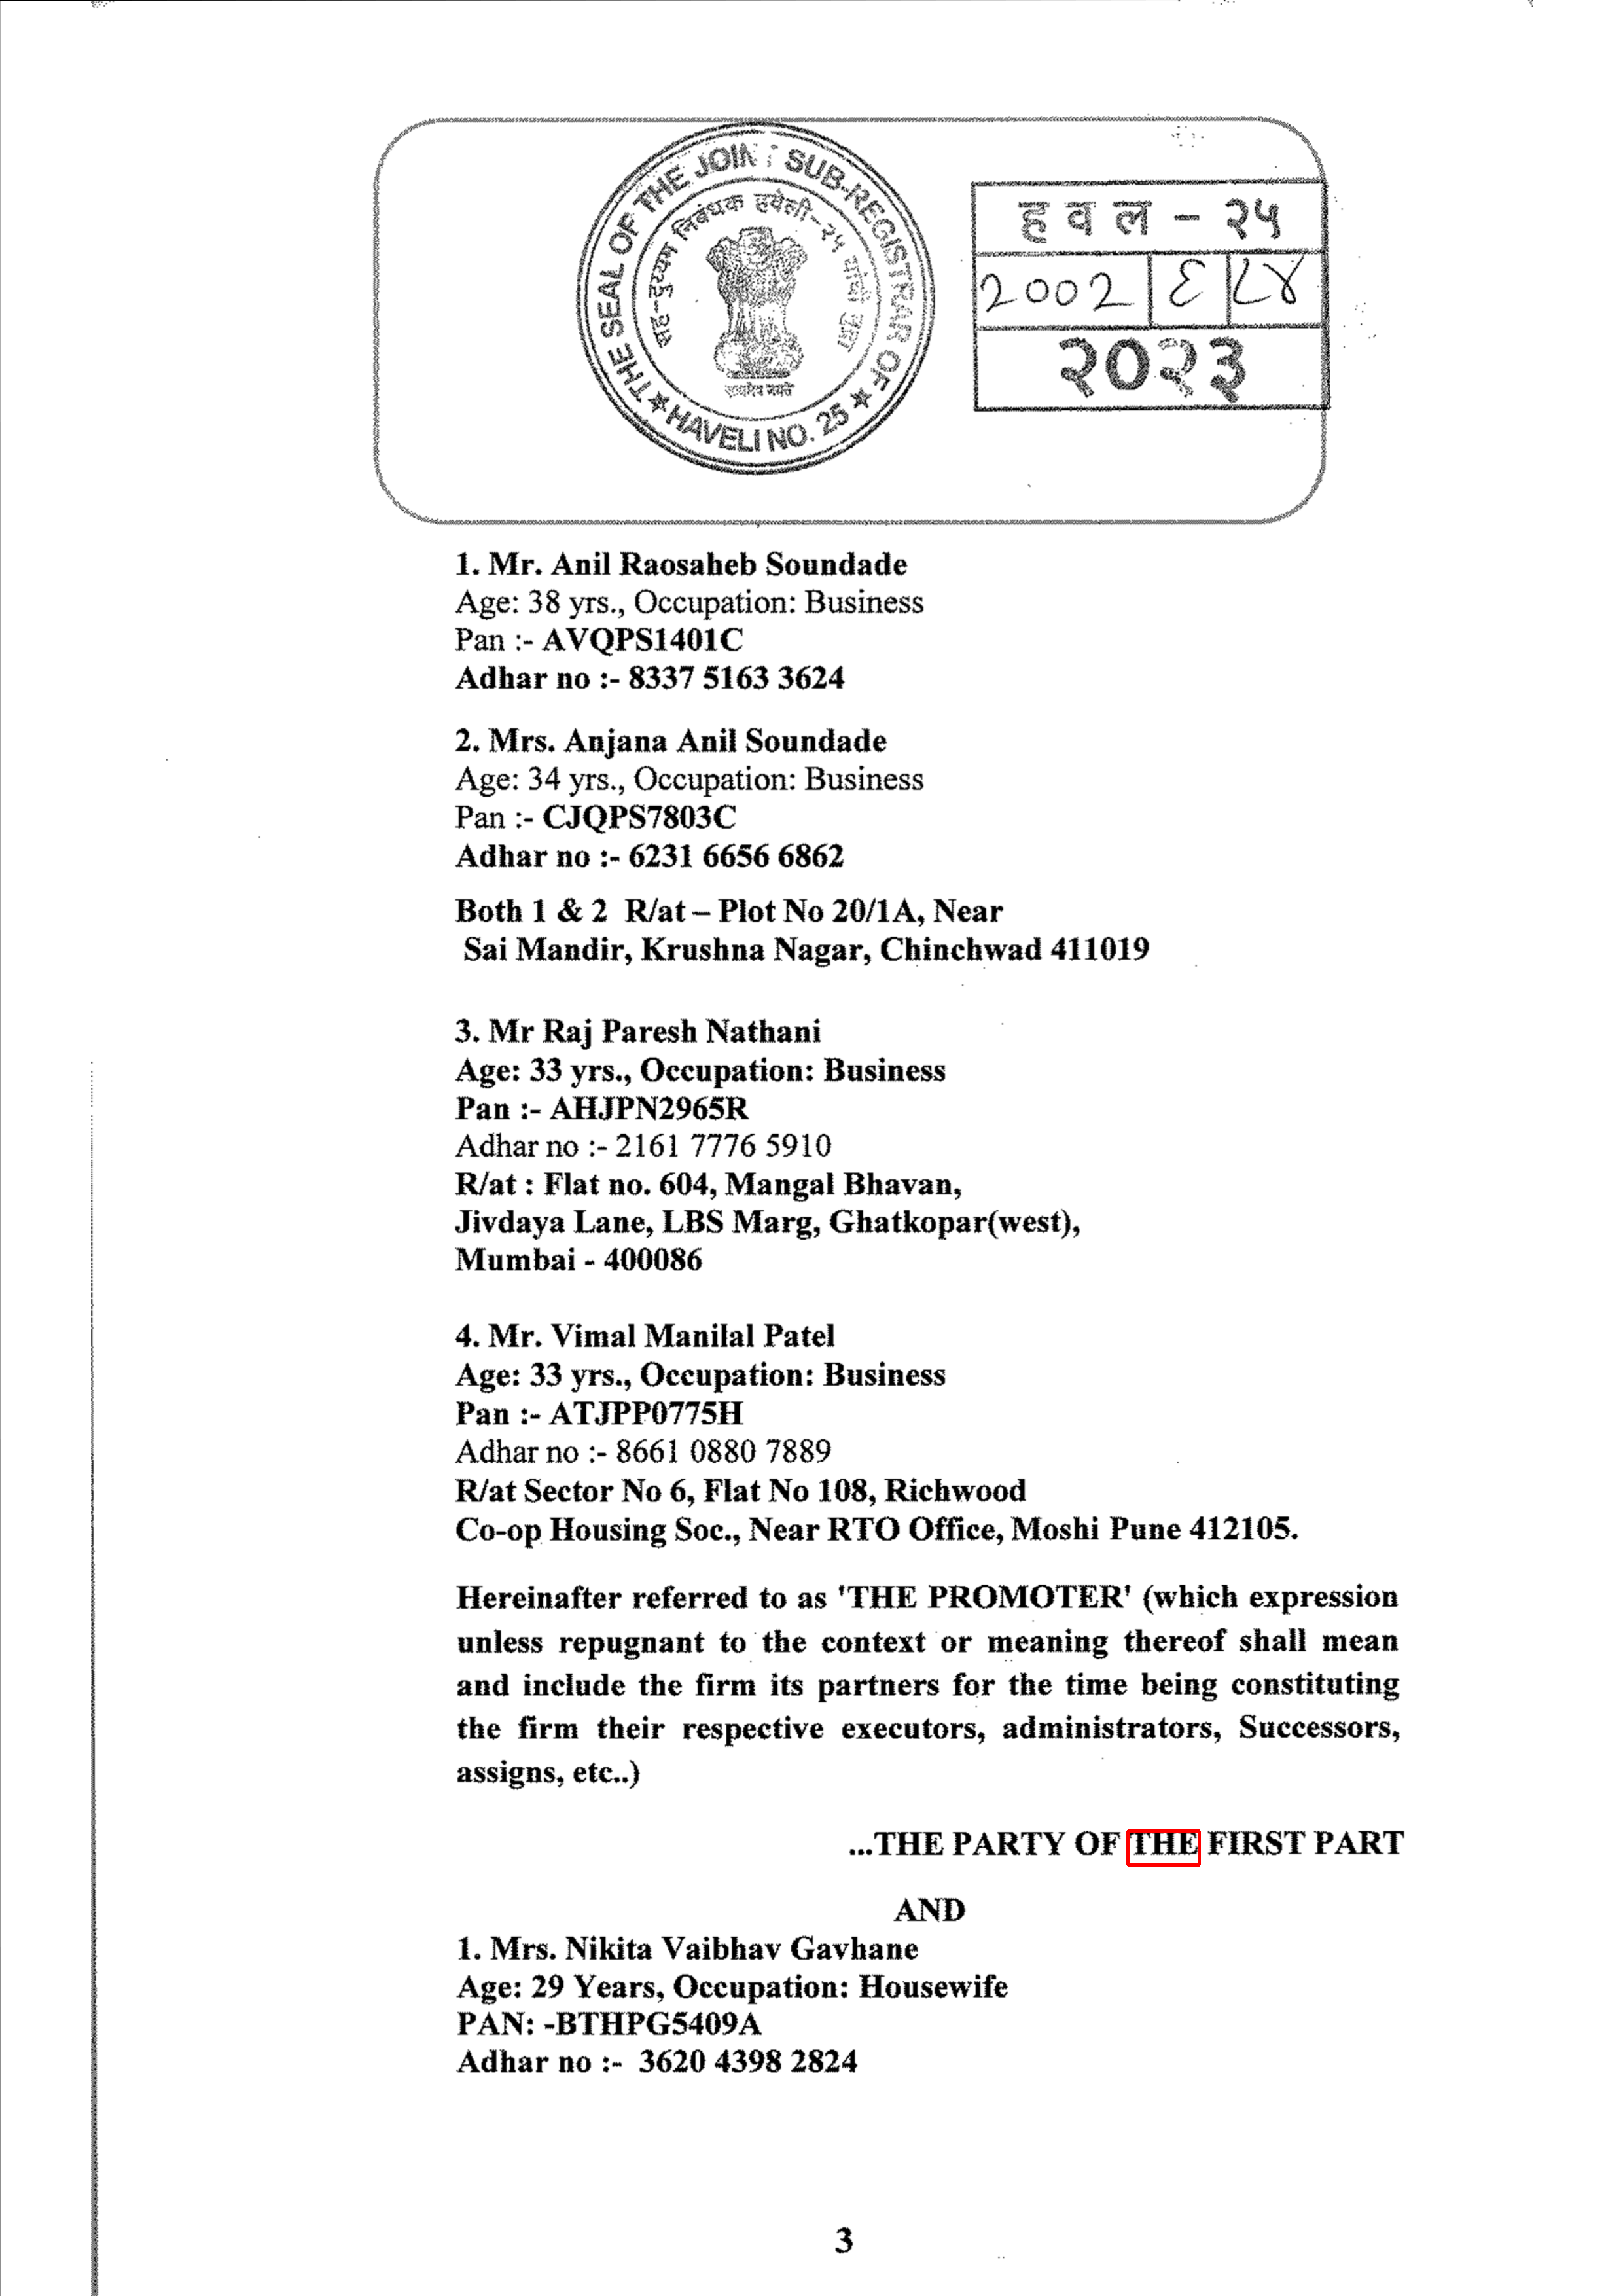 THE SEAL OF THE JOINT SUB-REGISTRAR OF
★ HAVELI NO. 25 ★
सह-दुय्यम निबंधक हवेली-२५ यांची मुद्रा
सत्यमेव जयते
ह व ल - २५
2002 ६ ८४
२०२३
1. Mr. Anil Raosaheb Soundade
Age: 38 yrs., Occupation: Business
Pan :- AVQPS1401C
Adhar no :- 8337 5163 3624
2. Mrs. Anjana Anil Soundade
Age: 34 yrs., Occupation: Business
Pan :- CJQPS7803C
Adhar no :- 6231 6656 6862
Both 1 & 2 R/at – Plot No 20/1A, Near
Sai Mandir, Krushna Nagar, Chinchwad 411019
3. Mr Raj Paresh Nathani
Age: 33 yrs., Occupation: Business
Pan :- AHJPN2965R
Adhar no :- 2161 7776 5910
R/at : Flat no. 604, Mangal Bhavan,
Jivdaya Lane, LBS Marg, Ghatkopar(west),
Mumbai - 400086
4. Mr. Vimal Manilal Patel
Age: 33 yrs., Occupation: Business
Pan :- ATJPP0775H
Adhar no :- 8661 0880 7889
R/at Sector No 6, Flat No 108, Richwood
Co-op Housing Soc., Near RTO Office, Moshi Pune 412105.
Hereinafter referred to as 'THE PROMOTER' (which expression
unless repugnant to the context or meaning thereof shall mean
and include the firm its partners for the time being constituting
the firm their respective executors, administrators, Successors,
assigns, etc..)
...THE PARTY OF THE FIRST PART
AND
1. Mrs. Nikita Vaibhav Gavhane
Age: 29 Years, Occupation: Housewife
PAN: -BTHPG5409A
Adhar no :- 3620 4398 2824
3